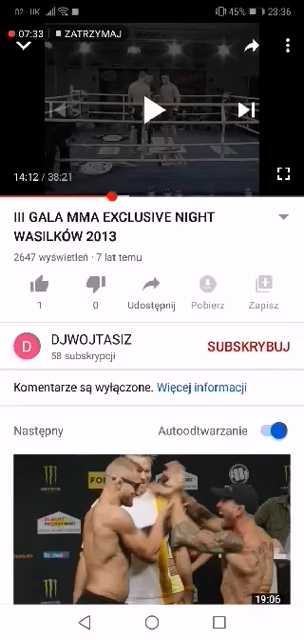 O2 - UK
45%
23:36
07:33
ZATRZYMAJ
14:12 / 38:21
III GALA MMA EXCLUSIVE NIGHT
WASILKÓW 2013
2647 wyświetleń · 7 lat temu
1
0
Udostępnij
Pobierz
Zapisz
D
DJWOJTASIZ
58 subskrypcji
SUBSKRYBUJ
Komentarze są wyłączone. Więcej informacji
Następny
Autoodtwarzanie
19:06